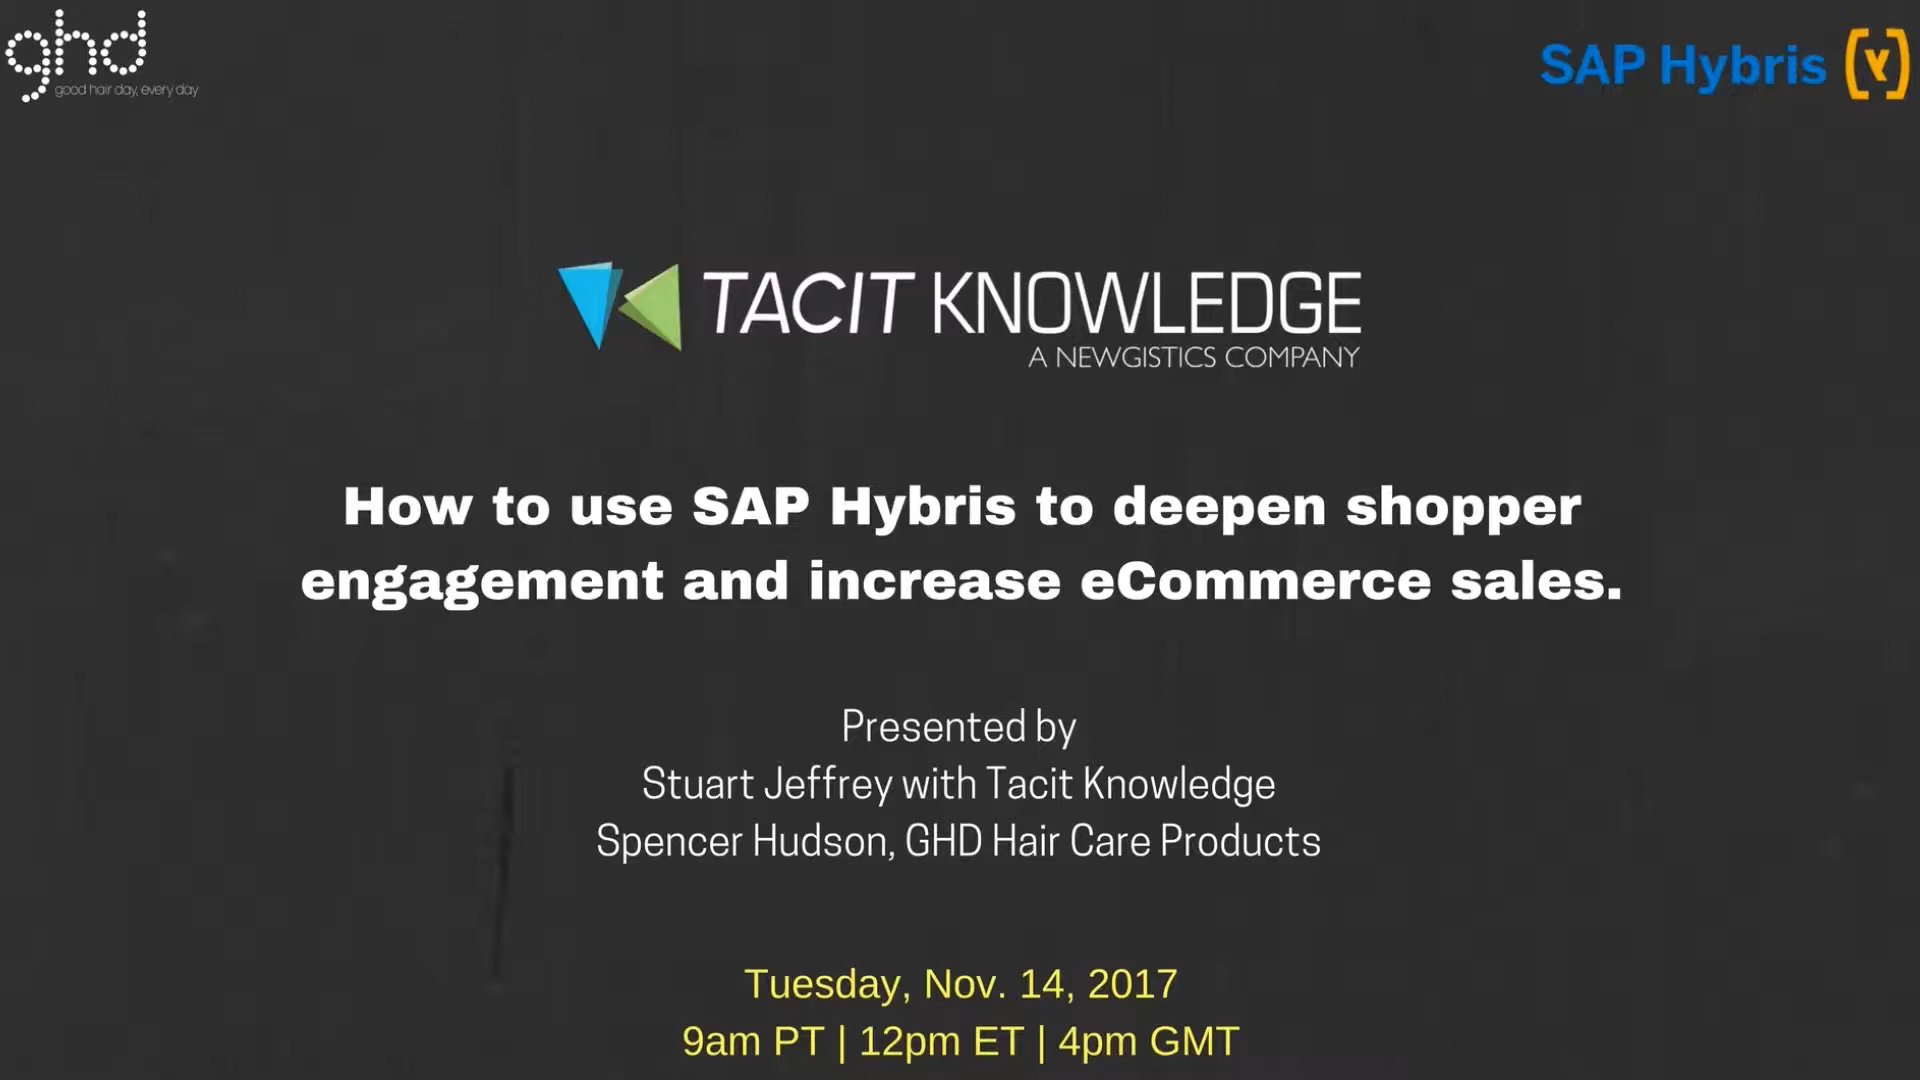 ghd
good hair day, every day
SAP Hybris (Y)
TACIT KNOWLEDGE
A NEWGISTICS COMPANY
How to use SAP Hybris to deepen shopper
engagement and increase eCommerce sales.
Presented by
Stuart Jeffrey with Tacit Knowledge
Spencer Hudson, GHD Hair Care Products
Tuesday, Nov. 14, 2017
9am PT | 12pm ET | 4pm GMT